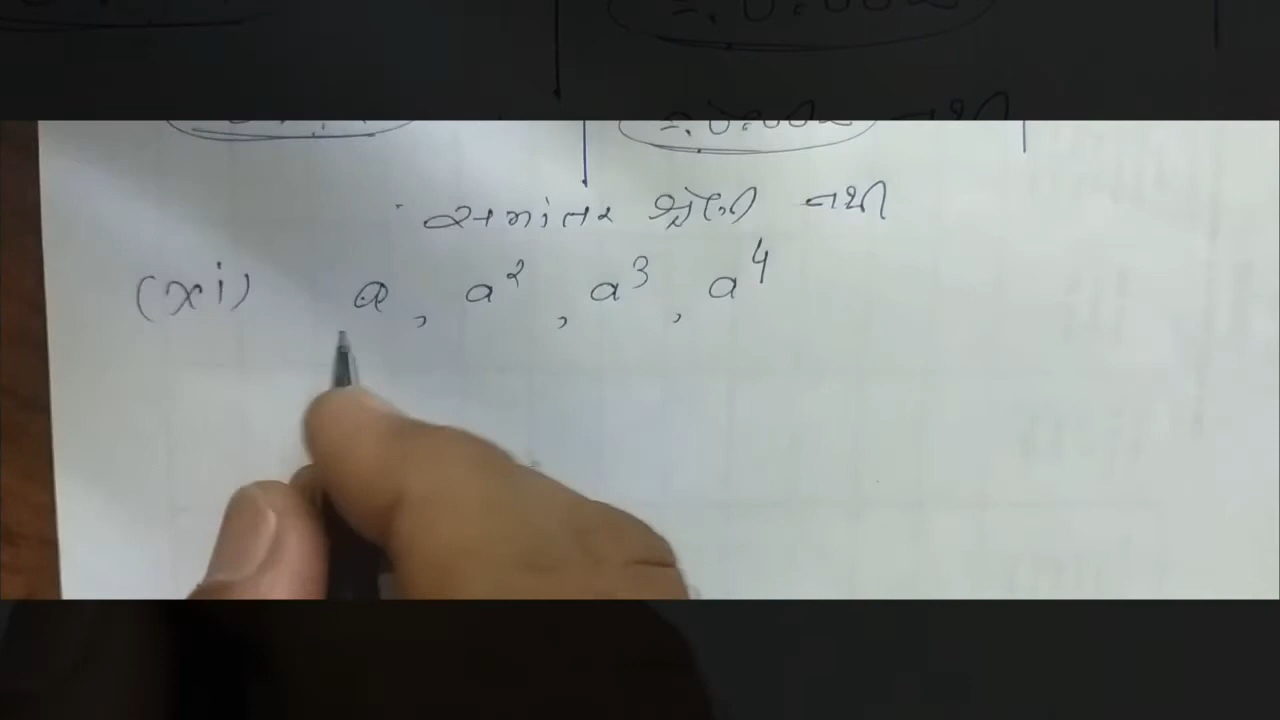 સમાંતર શ્રેણી નથી
(xi) a, a², a³, a⁴